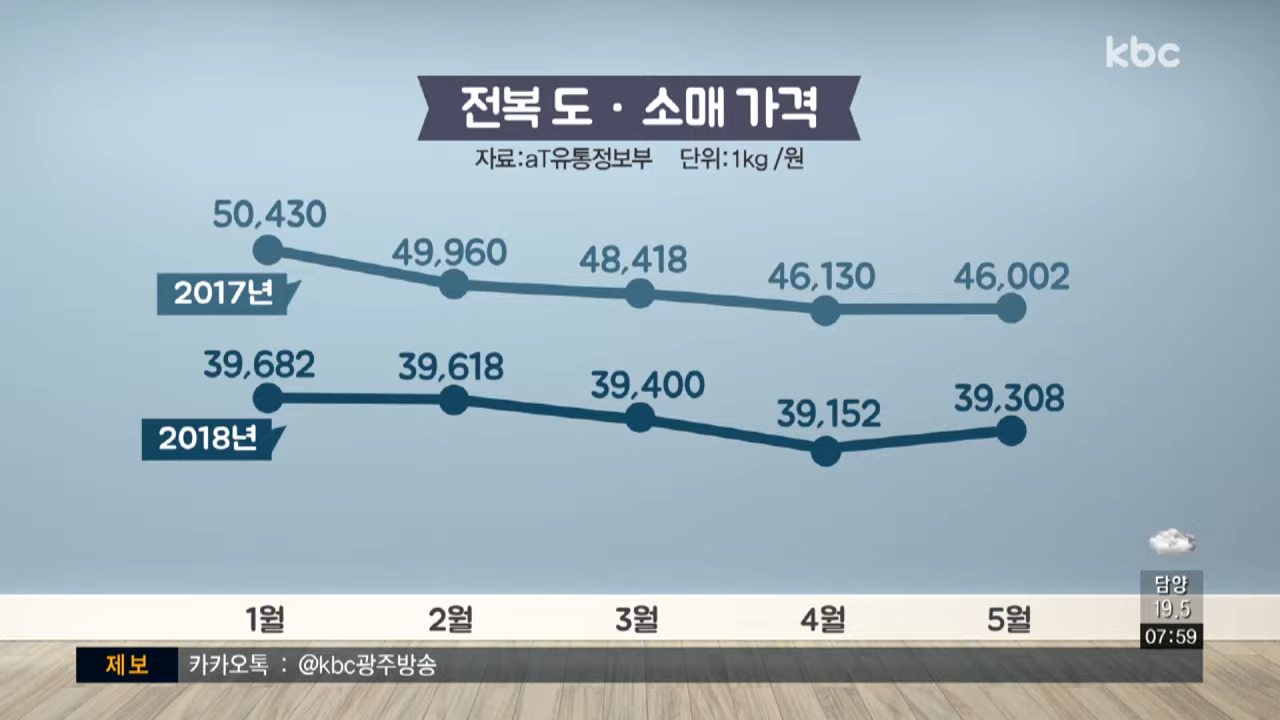 kbc
전복 도 · 소매 가격
자료:aT유통정보부 단위:1kg /원
50,430
49,960
48,418
46,130
46,002
2017년
39,682
39,618
39,400
39,152
39,308
2018년
1월
2월
3월
4월
5월
담양
19.5
07:59
제보
카카오톡 : @kbc광주방송